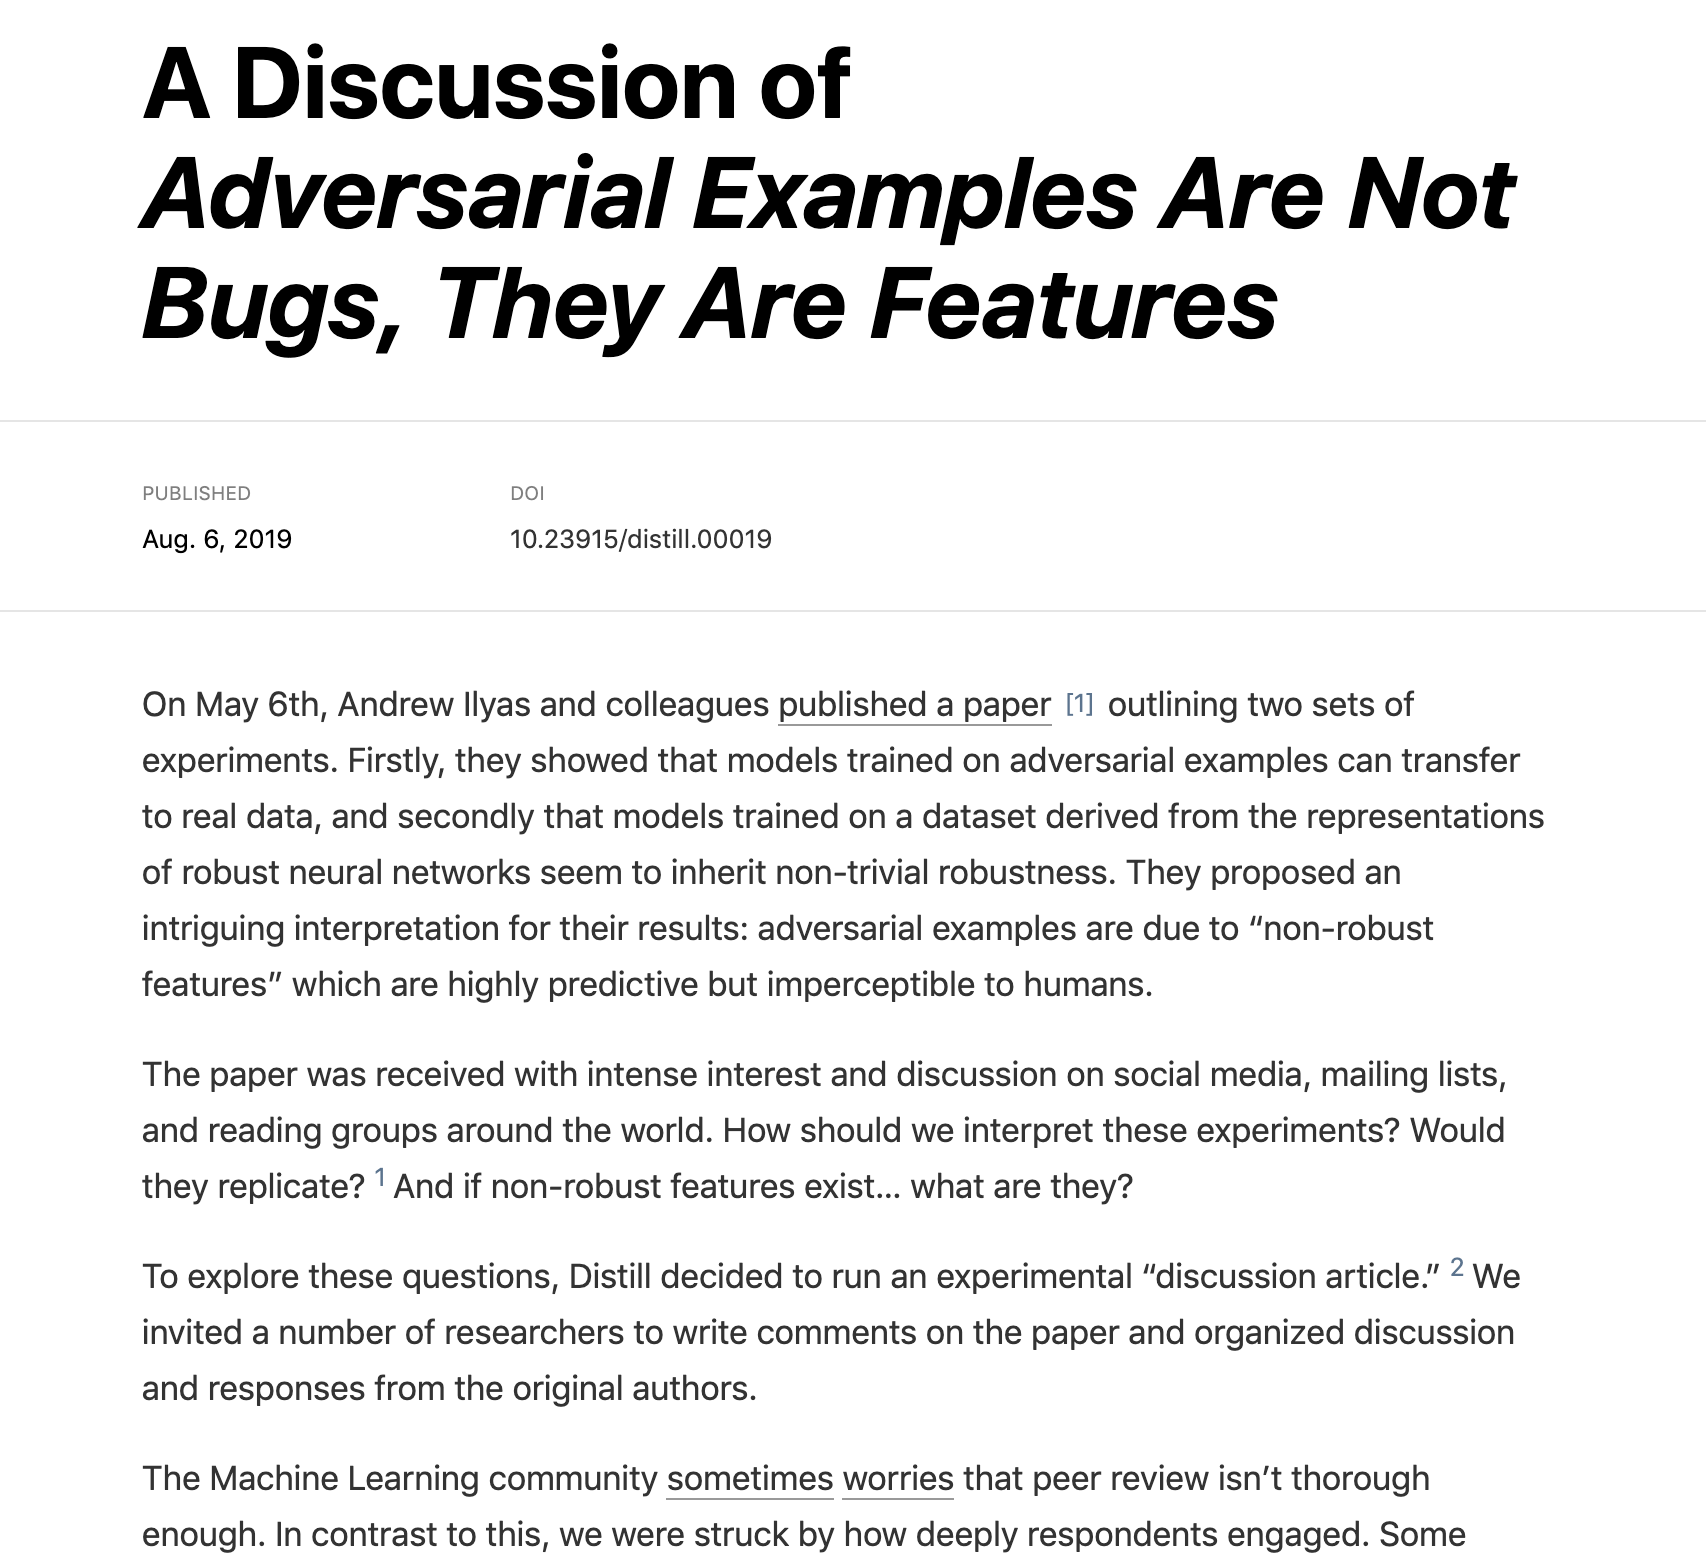 A Discussion of
Adversarial Examples Are Not
Bugs, They Are Features
PUBLISHED
Aug. 6, 2019
DOI
10.23915/distill.00019
On May 6th, Andrew Ilyas and colleagues published a paper [1] outlining two sets of
experiments. Firstly, they showed that models trained on adversarial examples can transfer
to real data, and secondly that models trained on a dataset derived from the representations
of robust neural networks seem to inherit non-trivial robustness. They proposed an
intriguing interpretation for their results: adversarial examples are due to “non-robust
features” which are highly predictive but imperceptible to humans.
The paper was received with intense interest and discussion on social media, mailing lists,
and reading groups around the world. How should we interpret these experiments? Would
they replicate? 1 And if non-robust features exist... what are they?
To explore these questions, Distill decided to run an experimental “discussion article.” 2 We
invited a number of researchers to write comments on the paper and organized discussion
and responses from the original authors.
The Machine Learning community sometimes worries that peer review isn’t thorough
enough. In contrast to this, we were struck by how deeply respondents engaged. Some